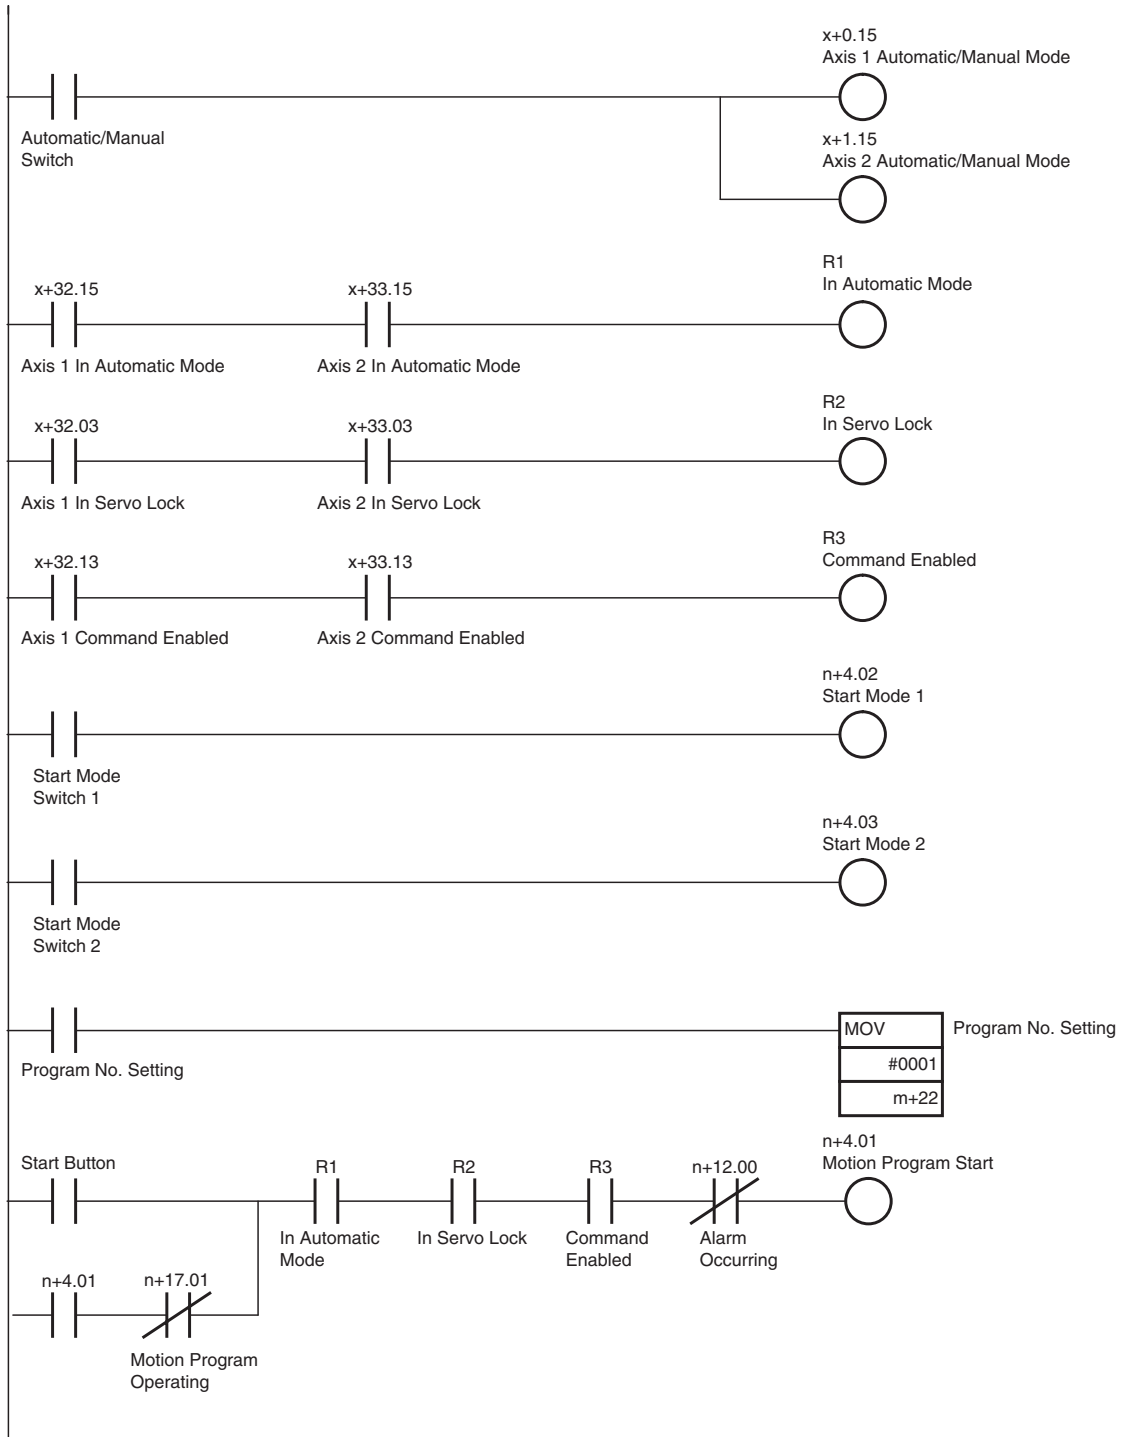 x+0.15
Axis 1 Automatic/Manual Mode
Automatic/Manual
Switch
x+1.15
Axis 2 Automatic/Manual Mode
R1
In Automatic Mode
x+32.15
x+33.15
Axis 1 In Automatic Mode
Axis 2 In Automatic Mode
R2
In Servo Lock
x+32.03
x+33.03
Axis 1 In Servo Lock
Axis 2 In Servo Lock
R3
Command Enabled
x+32.13
x+33.13
Axis 1 Command Enabled
Axis 2 Command Enabled
n+4.02
Start Mode 1
Start Mode
Switch 1
n+4.03
Start Mode 2
Start Mode
Switch 2
MOV
Program No. Setting
#0001
m+22
Program No. Setting
n+4.01
Motion Program Start
Start Button
R1
R2
R3
n+12.00
In Automatic
Mode
In Servo Lock
Command
Enabled
Alarm
Occurring
n+4.01
n+17.01
Motion Program
Operating